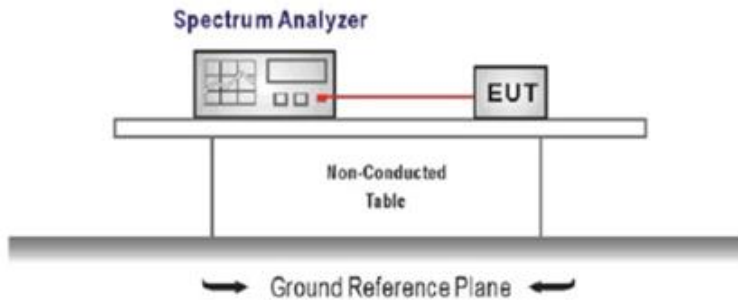 Spectrum Analyzer
EUT
Non-Conducted
Table
Ground Reference Plane